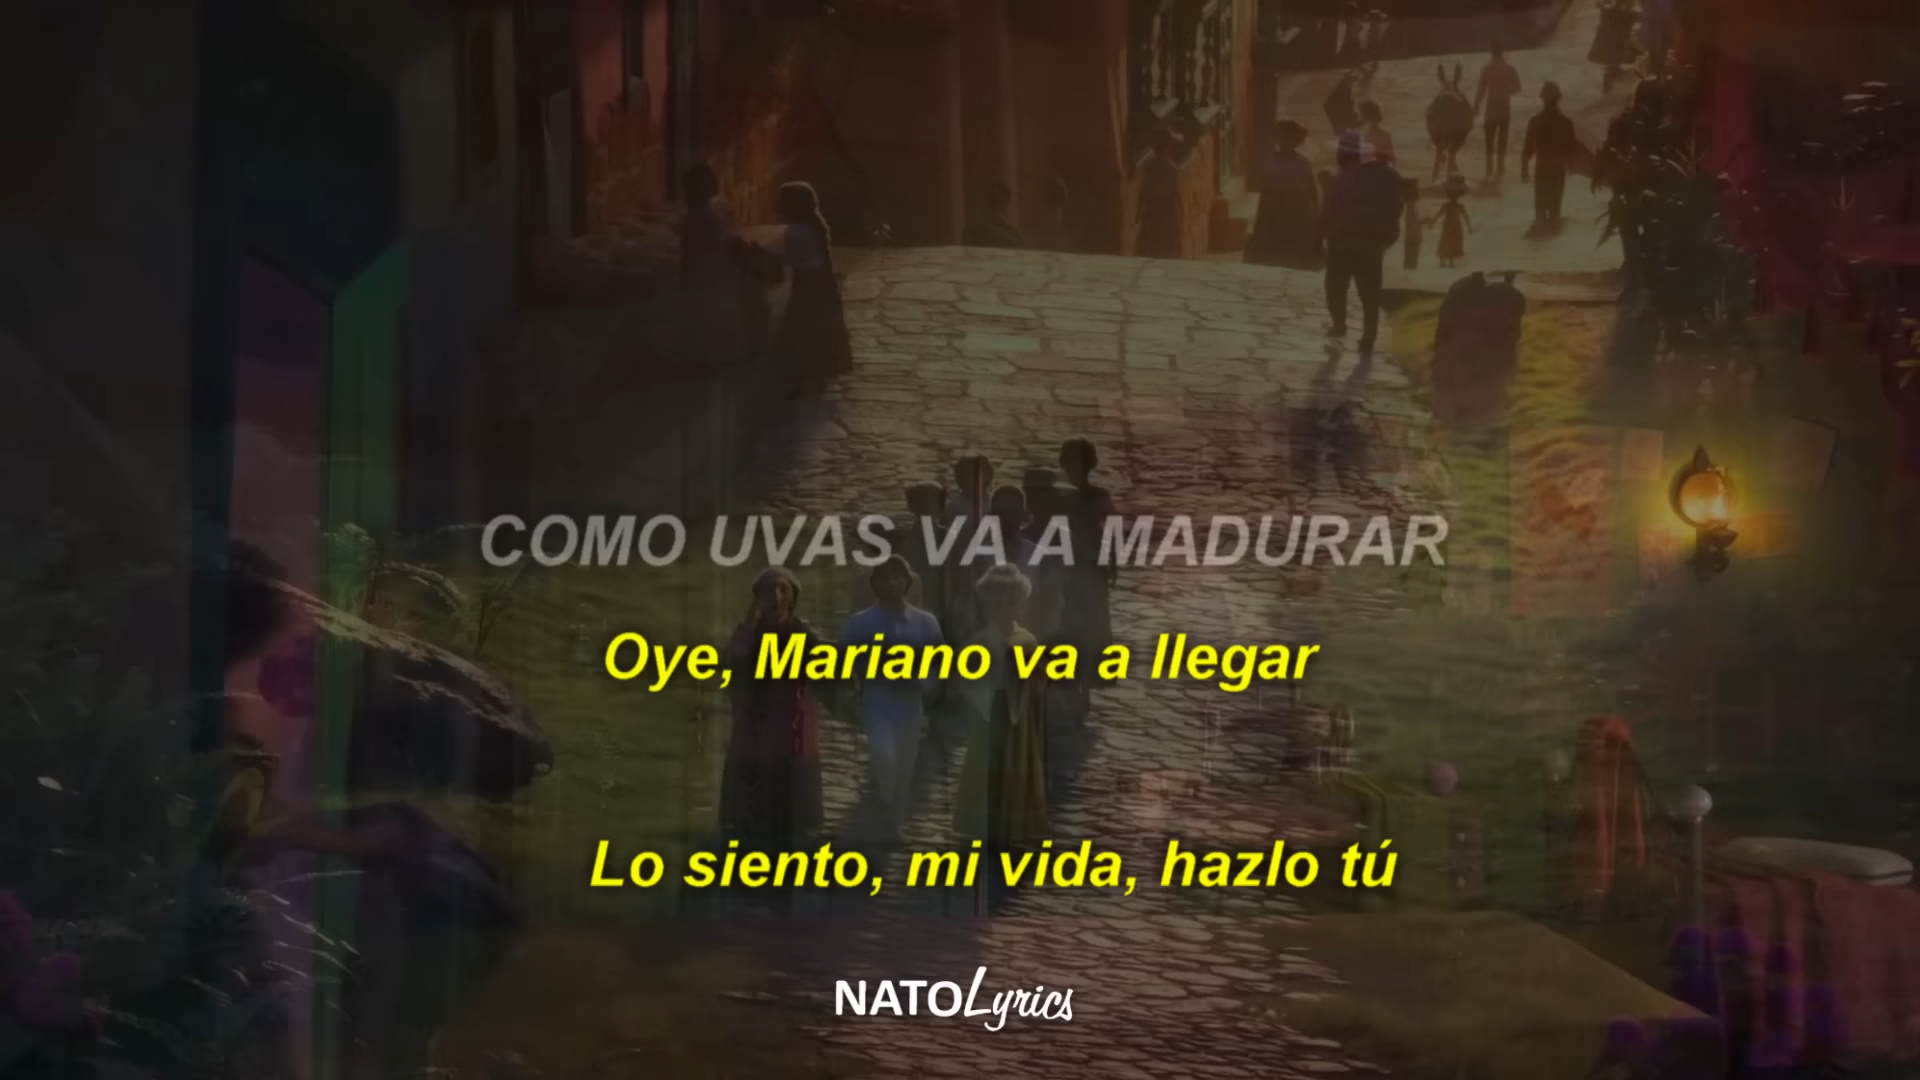 COMO UVAS VA A MADURAR
Oye, Mariano va a llegar
Lo siento, mi vida, hazlo tú
NATOLyrics